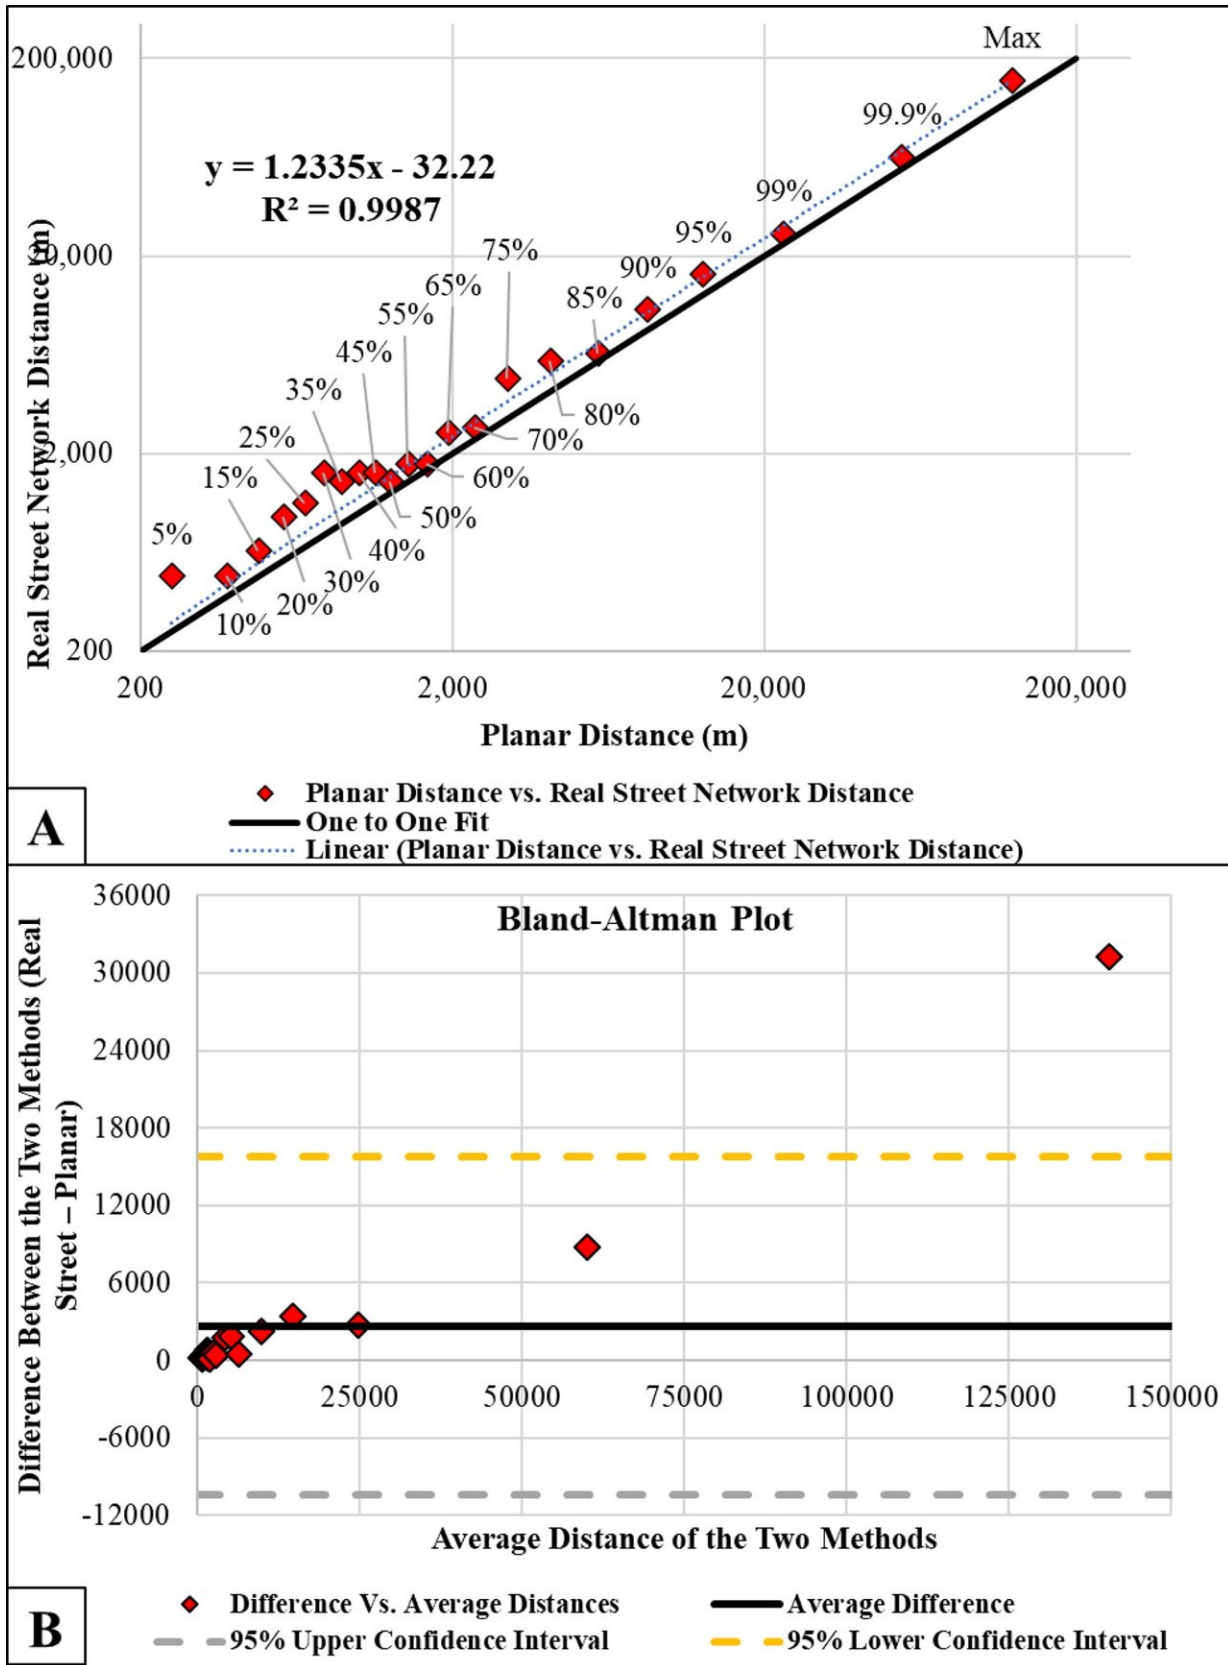 Real Street Network Distance (m)
200,000
20,000
2,000
200
200
2,000
20,000
200,000
Planar Distance (m)
y = 1.2335x - 32.22
R² = 0.9987
5%
10%
15%
20%
25%
30%
35%
40%
45%
50%
55%
60%
65%
70%
75%
80%
85%
90%
95%
99%
99.9%
Max
Planar Distance vs. Real Street Network Distance
One to One Fit
Linear (Planar Distance vs. Real Street Network Distance)
A
Bland-Altman Plot
Difference Between the Two Methods (Real
Street – Planar)
36000
30000
24000
18000
12000
6000
0
-6000
-12000
0
25000
50000
75000
100000
125000
150000
Average Distance of the Two Methods
Difference Vs. Average Distances
Average Difference
95% Upper Confidence Interval
95% Lower Confidence Interval
B